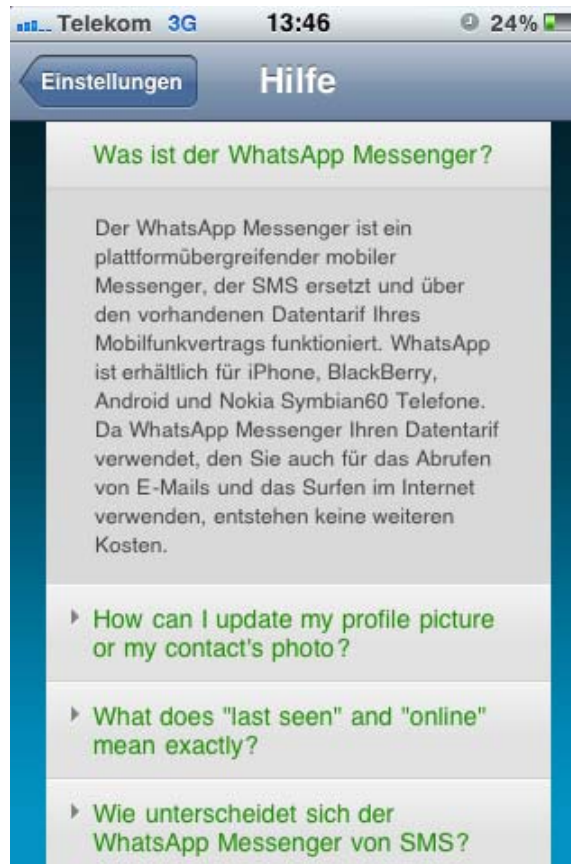 Telekom 3G 13:46 24%
Einstellungen Hilfe
Was ist der WhatsApp Messenger?
Der WhatsApp Messenger ist ein
plattformübergreifender mobiler
Messenger, der SMS ersetzt und über
den vorhandenen Datentarif Ihres
Mobilfunkvertrags funktioniert. WhatsApp
ist erhältlich für iPhone, BlackBerry,
Android und Nokia Symbian60 Telefone.
Da WhatsApp Messenger Ihren Datentarif
verwendet, den Sie auch für das Abrufen
von E-Mails und das Surfen im Internet
verwenden, entstehen keine weiteren
Kosten.
How can I update my profile picture
or my contact's photo?
What does "last seen" and "online"
mean exactly?
Wie unterscheidet sich der
WhatsApp Messenger von SMS?